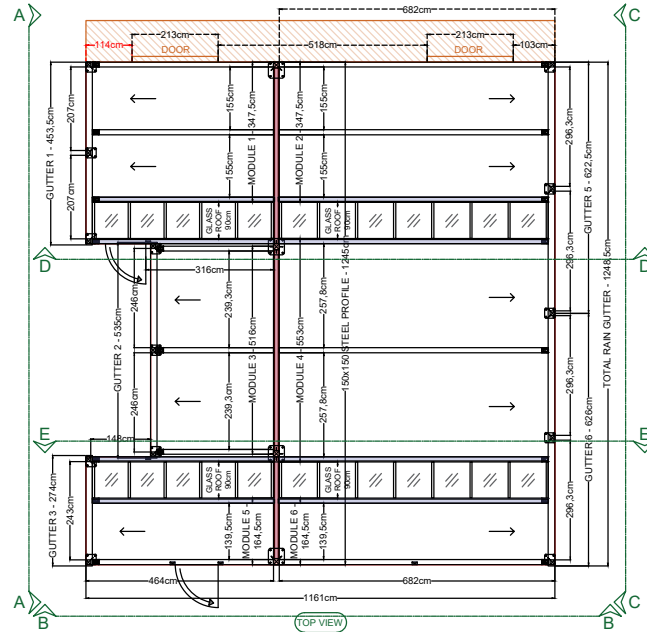 A
C
682cm
213cm
213cm
114cm
518cm
103cm
DOOR
DOOR
GUTTER 1 - 453,5cm
207cm
207cm
155cm
155cm
MODULE 1 - 347,5cm
MODULE 2 - 347,5cm
155cm
155cm
296,3cm
GUTTER 5 - 622,5cm
GLASS
ROOF
90cm
GLASS
ROOF
90cm
D
D
316cm
296,3cm
GUTTER 2 - 535cm
246cm
246cm
239,3cm
239,3cm
MODULE 3 - 516cm
MODULE 4 - 553cm
257,8cm
257,8cm
150x150 STEEL PROFILE - 1245cm
TOTAL RAIN GUTTER - 1248,5cm
296,3cm
E
E
148cm
GUTTER 6 - 626cm
GUTTER 3 - 274cm
243cm
GLASS
ROOF
90cm
GLASS
ROOF
90cm
139,5cm
MODULE 5 -
164,5cm
MODULE 6 -
164,5cm
139,5cm
296,3cm
464cm
682cm
1161cm
A
B
TOP VIEW
B
C